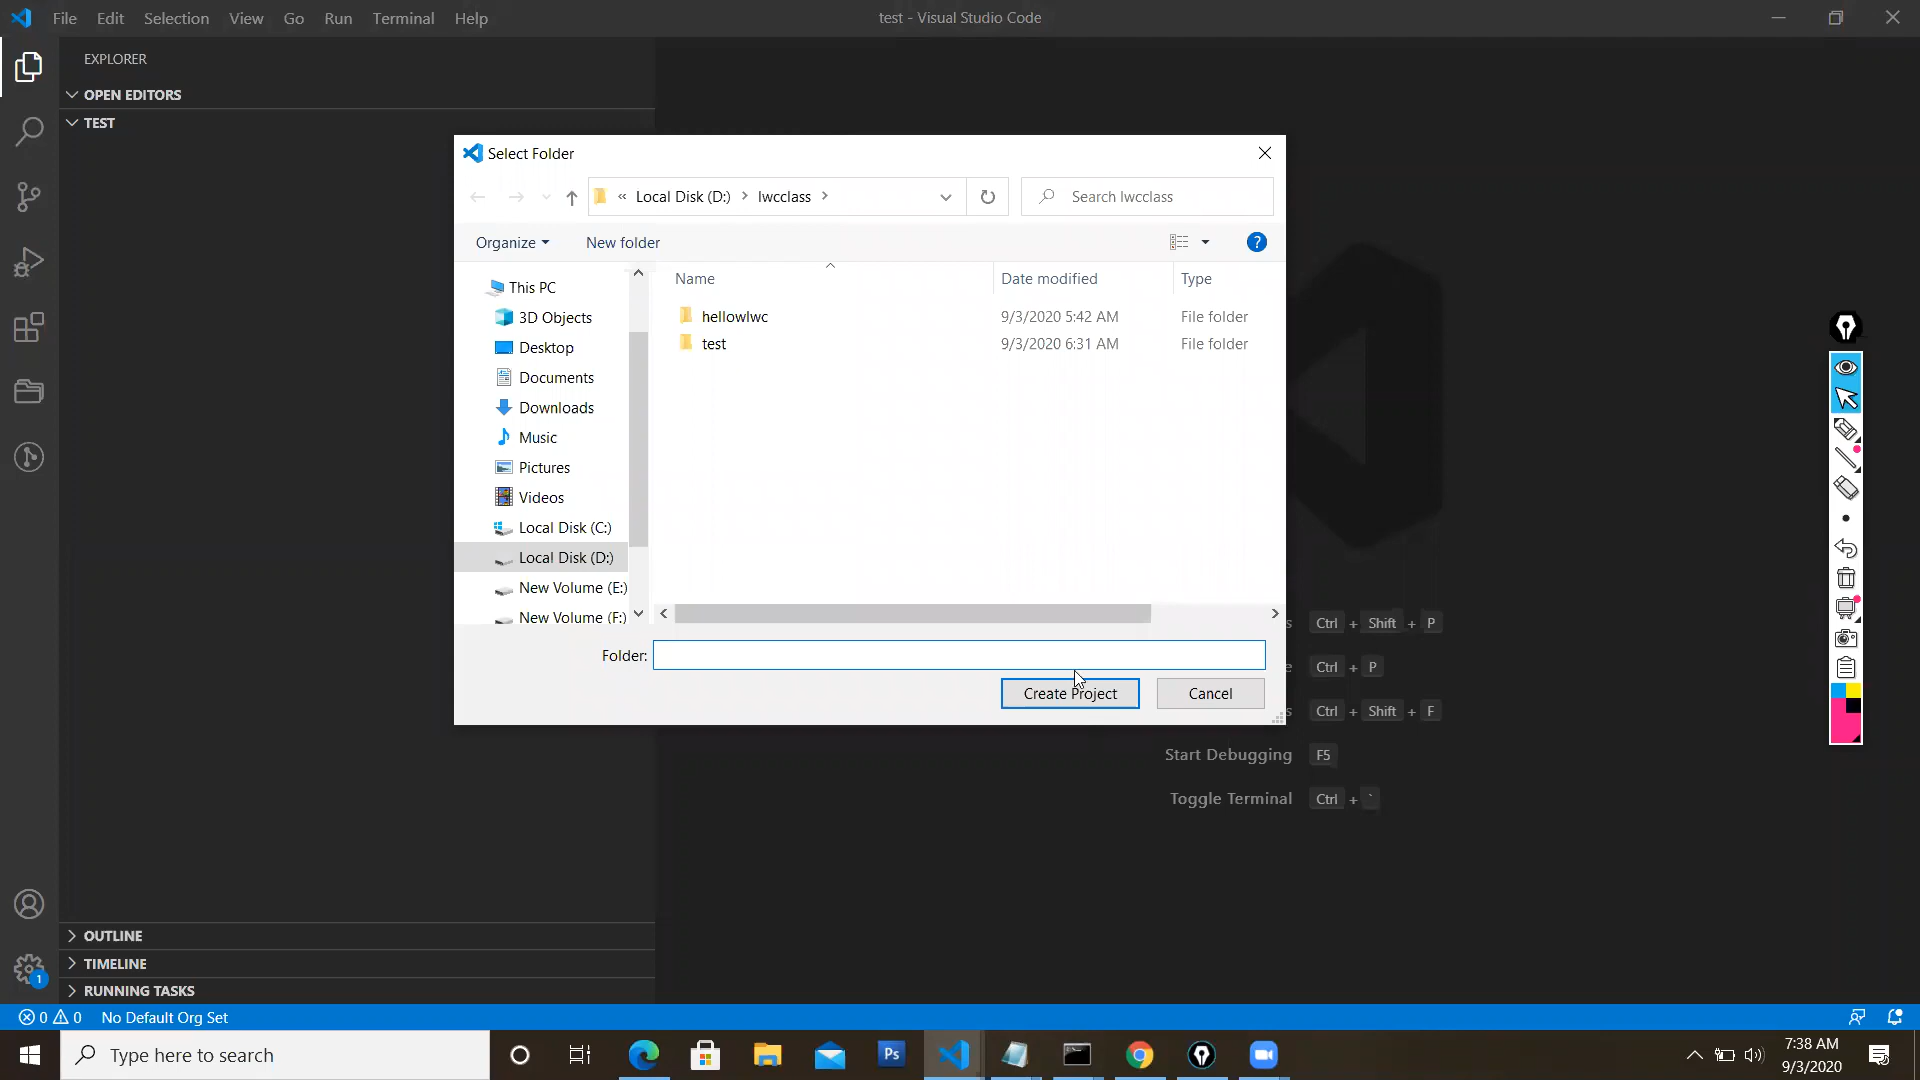 File Edit Selection View Go Run Terminal Help
test - Visual Studio Code
EXPLORER
OPEN EDITORS
TEST
Select Folder
« Local Disk (D:) > lwcclass >
Search lwcclass
Organize
New folder
?
Name Date modified Type
This PC
3D Objects
Desktop
Documents
Downloads
Music
Pictures
Videos
Local Disk (C:)
Local Disk (D:)
New Volume (E:)
New Volume (F:)
hellowlwc 9/3/2020 5:42 AM File folder
test 9/3/2020 6:31 AM File folder
Folder:
Create Project
Cancel
s Ctrl + Shift + P
e Ctrl + P
s Ctrl + Shift + F
Start Debugging F5
Toggle Terminal Ctrl + `
OUTLINE
TIMELINE
RUNNING TASKS
1
0 0 No Default Org Set
Type here to search
Ps
7:38 AM
9/3/2020